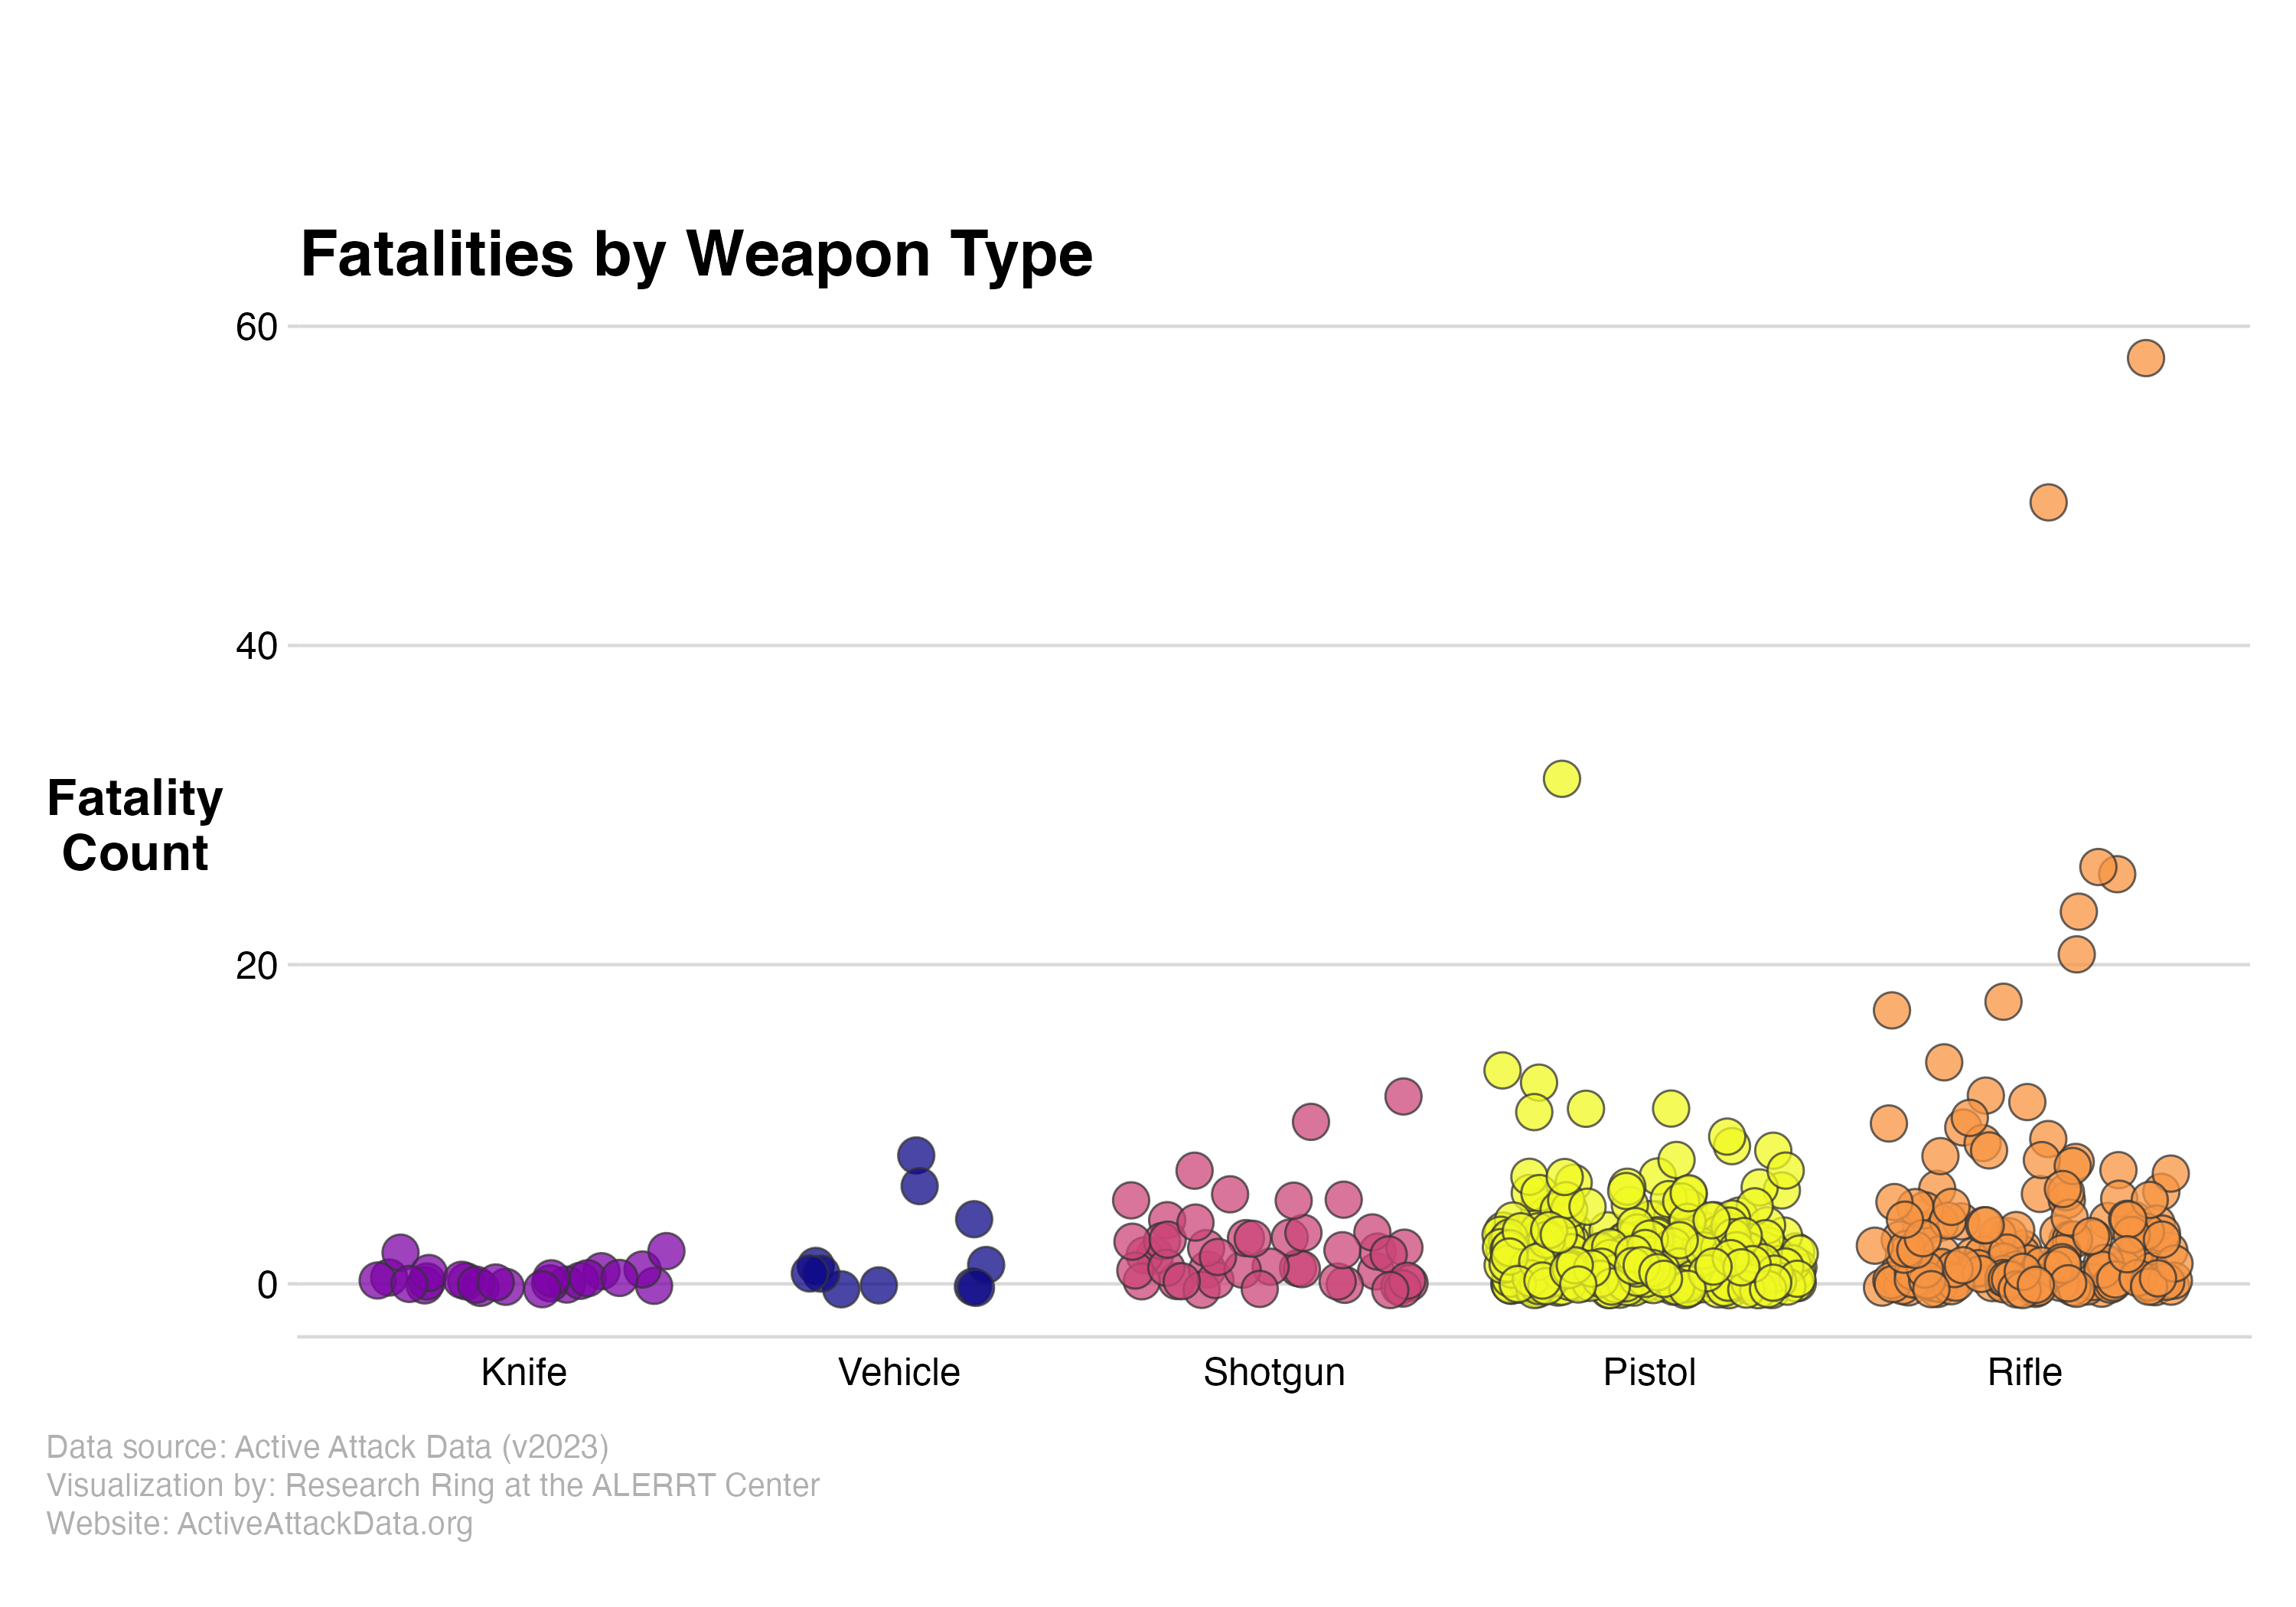 Fatalities by Weapon Type
60
40
20
0
Fatality
Count
Knife
Vehicle
Shotgun
Pistol
Rifle
Data source: Active Attack Data (v2023)
Visualization by: Research Ring at the ALERRT Center
Website: ActiveAttackData.org